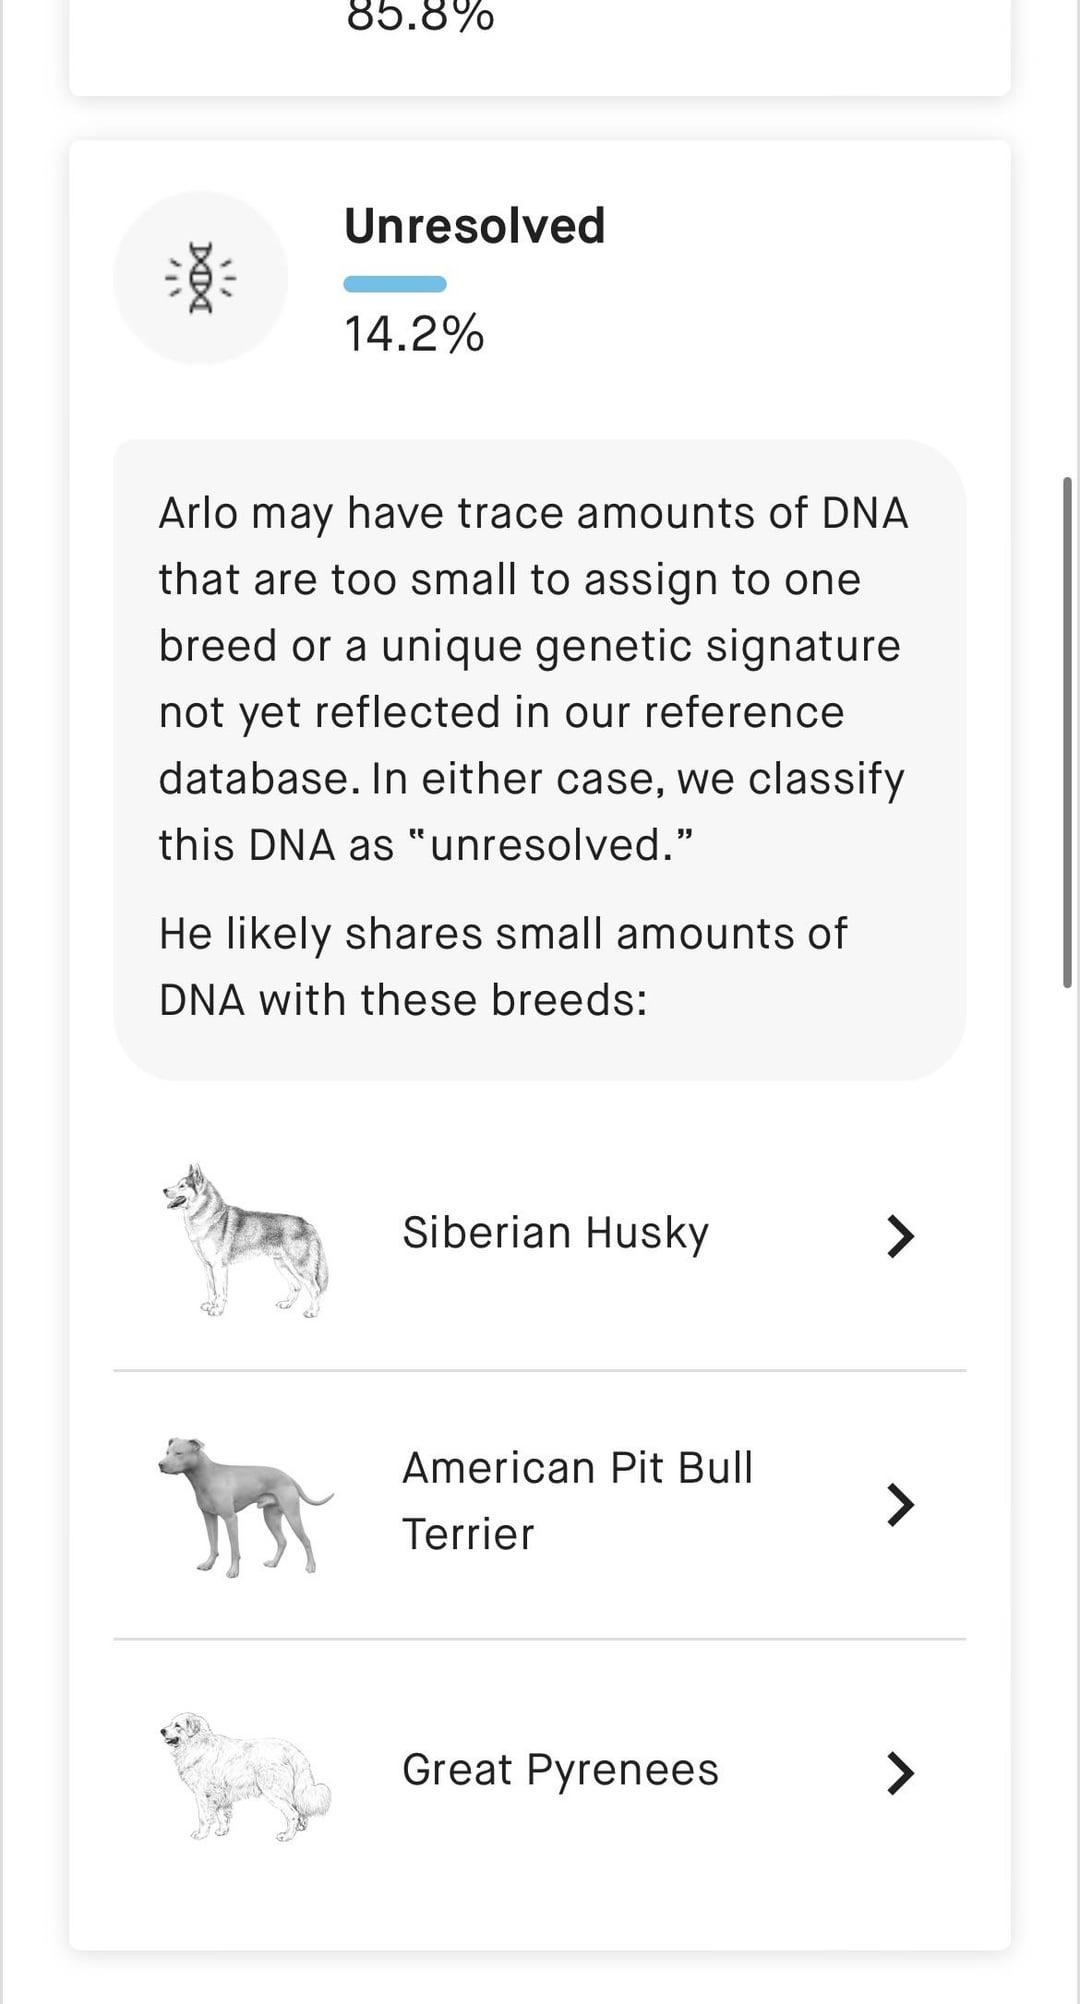 85.8%
Unresolved
14.2%
Arlo may have trace amounts of DNA
that are too small to assign to one
breed or a unique genetic signature
not yet reflected in our reference
database. In either case, we classify
this DNA as “unresolved.”
He likely shares small amounts of
DNA with these breeds:
Siberian Husky
American Pit Bull
Terrier
Great Pyrenees